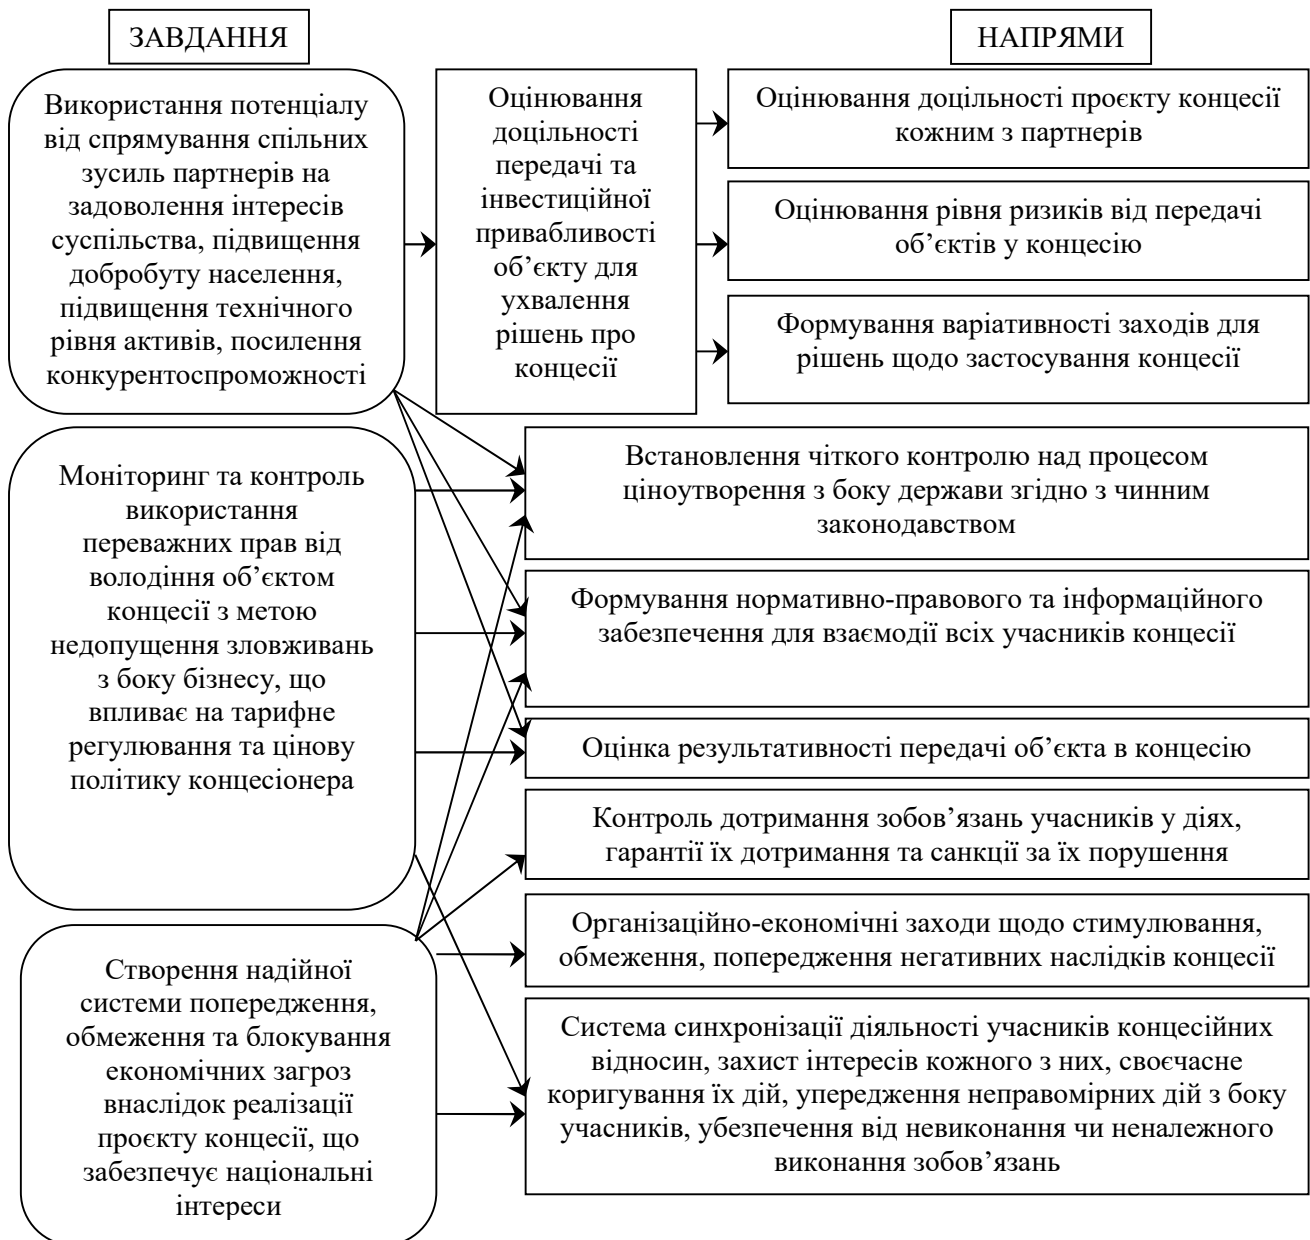 ЗАВДАННЯ
НАПРЯМИ
Використання потенціалу
від спрямування спільних
зусиль партнерів на
задоволення інтересів
суспільства, підвищення
добробуту населення,
підвищення технічного
рівня активів, посилення
конкурентоспроможності
Оцінювання
доцільності
передачі та
інвестиційної
привабливості
об’єкту для
ухвалення
рішень про
концесії
Оцінювання доцільності проєкту концесії
кожним з партнерів
Оцінювання рівня ризиків від передачі
об’єктів у концесію
Формування варіативності заходів для
рішень щодо застосування концесії
Моніторинг та контроль
використання
переважних прав від
володіння об’єктом
концесії з метою
недопущення зловживань
з боку бізнесу, що
впливає на тарифне
регулювання та цінову
політику концесіонера
Встановлення чіткого контролю над процесом
ціноутворення з боку держави згідно з чинним
законодавством
Формування нормативно-правового та інформаційного
забезпечення для взаємодії всіх учасників концесії
Оцінка результативності передачі об’єкта в концесію
Контроль дотримання зобов’язань учасників у діях,
гарантії їх дотримання та санкції за їх порушення
Створення надійної
системи попередження,
обмеження та блокування
економічних загроз
внаслідок реалізації
проєкту концесії, що
забезпечує національні
інтереси
Організаційно-економічні заходи щодо стимулювання,
обмеження, попередження негативних наслідків концесії
Система синхронізації діяльності учасників концесійних
відносин, захист інтересів кожного з них, своєчасне
коригування їх дій, упередження неправомірних дій з боку
учасників, убезпечення від невиконання чи неналежного
виконання зобов’язань